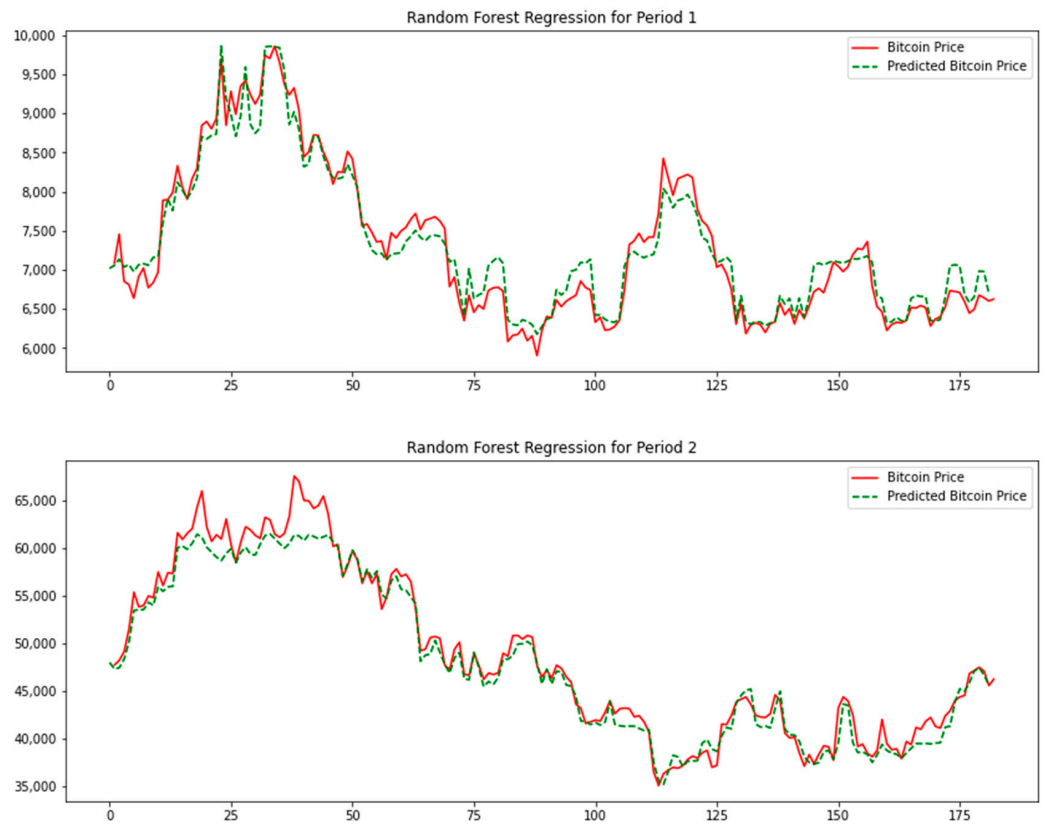 Random Forest Regression for Period 1
10,000
9,500
9,000
8,500
8,000
7,500
7,000
6,500
6,000
Bitcoin Price
Predicted Bitcoin Price
0 25 50 75 100 125 150 175
Random Forest Regression for Period 2
65,000
60,000
55,000
50,000
45,000
40,000
35,000
Bitcoin Price
Predicted Bitcoin Price
0 25 50 75 100 125 150 175